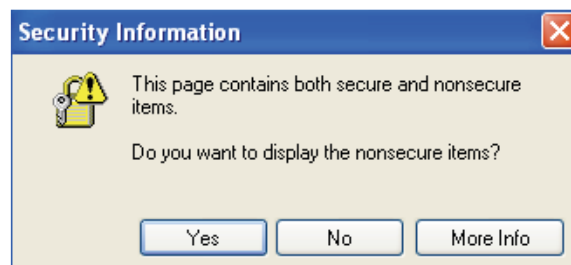 Security Information
This page contains both secure and nonsecure
items.
Do you want to display the nonsecure items?
Yes
No
More Info